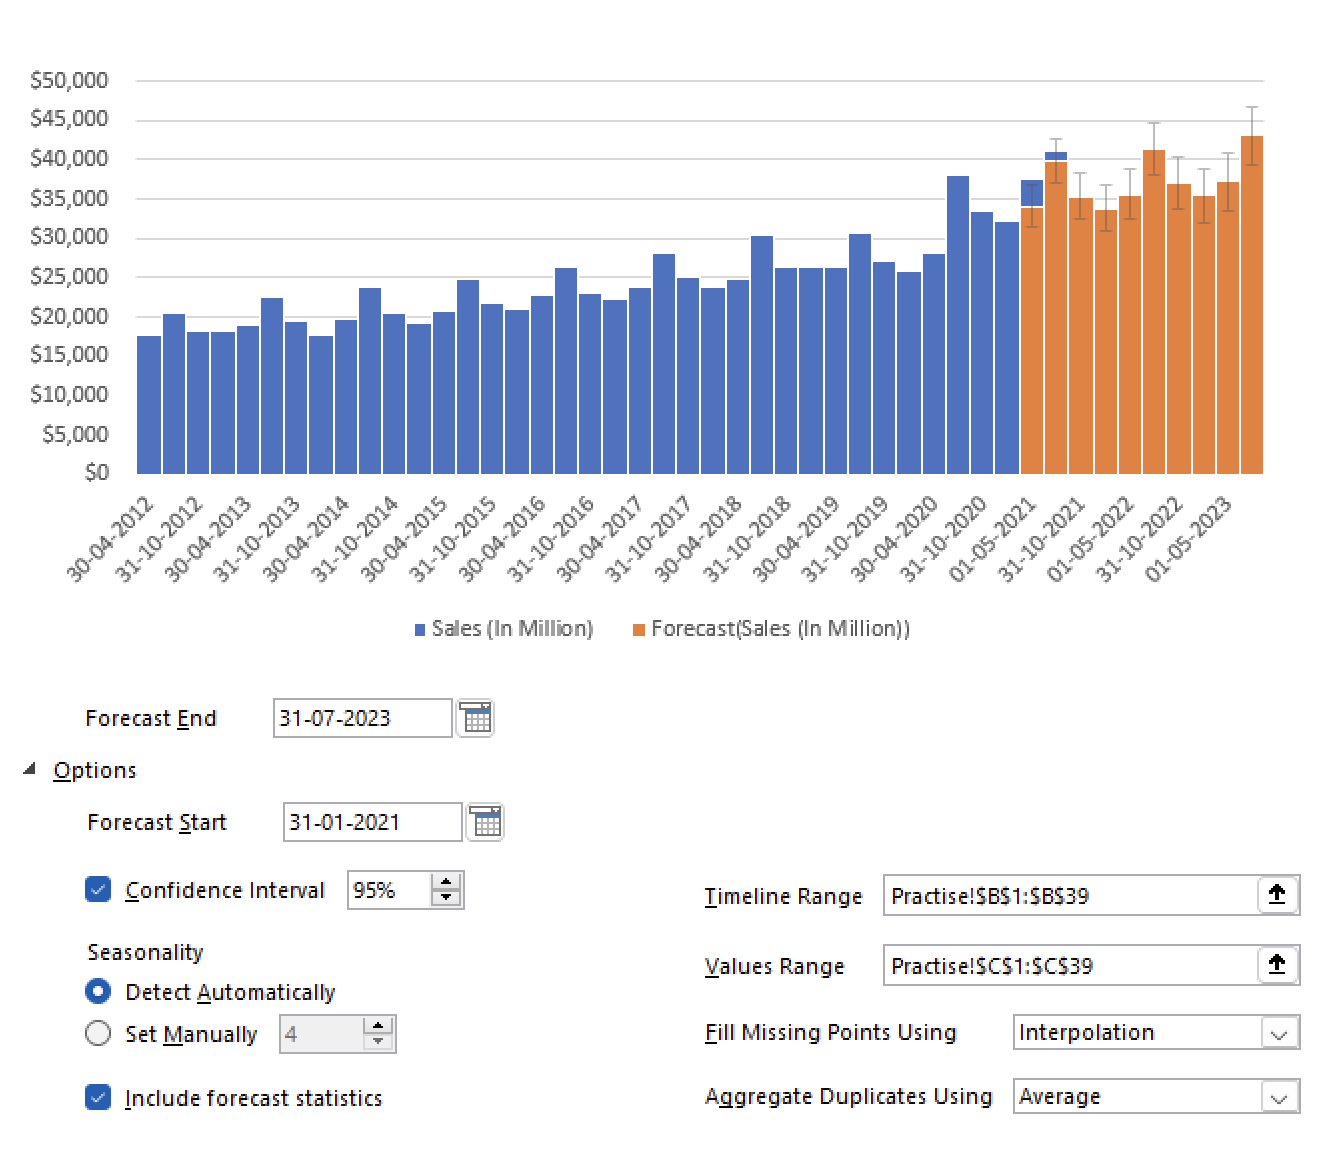 $50,000
$45,000
$40,000
$35,000
$30,000
$25,000
$20,000
$15,000
$10,000
$5,000
$0
30-04-2012
31-10-2012
30-04-2013
31-10-2013
30-04-2014
31-10-2014
30-04-2015
31-10-2015
30-04-2016
31-10-2016
30-04-2017
31-10-2017
30-04-2018
31-10-2018
30-04-2019
31-10-2019
30-04-2020
31-10-2020
01-05-2021
31-10-2021
01-05-2022
31-10-2022
01-05-2023
Sales (In Million) Forecast(Sales (In Million))
Forecast End 31-07-2023
Options
Forecast Start 31-01-2021
Confidence Interval 95%
Seasonality
Detect Automatically
Set Manually 4
Include forecast statistics
Timeline Range Practise!$B$1:$B$39
Values Range Practise!$C$1:$C$39
Fill Missing Points Using Interpolation
Aggregate Duplicates Using Average